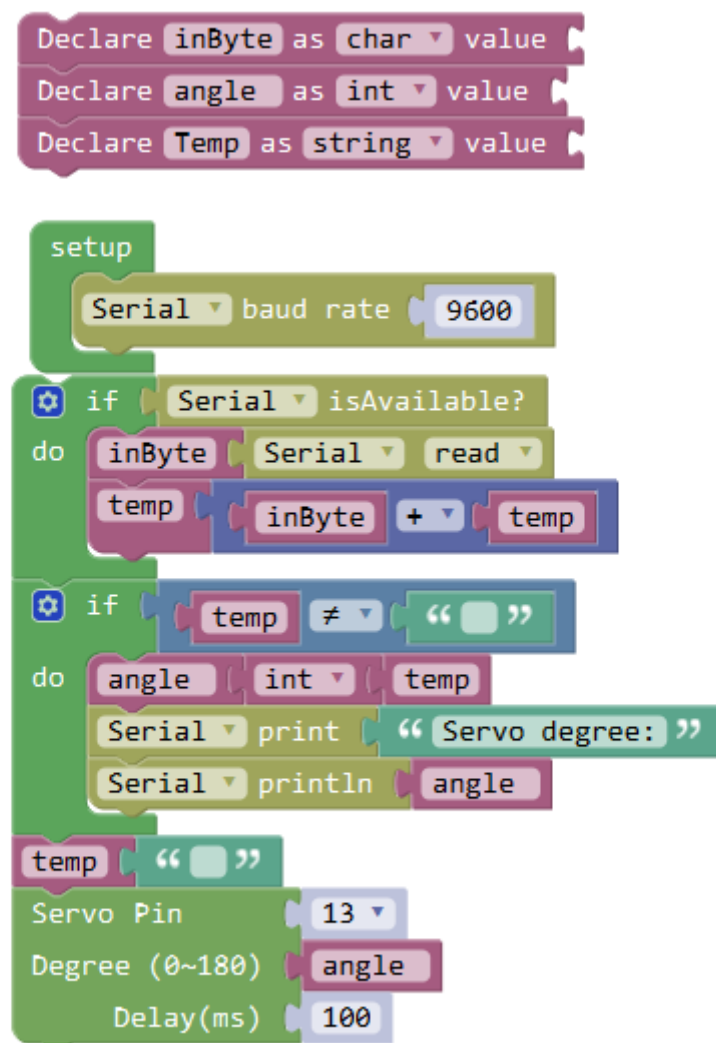 Declare inByte as char value
Declare angle as int value
Declare Temp as string value
setup
Serial baud rate 9600
if Serial isAvailable?
do inByte Serial read
temp inByte + temp
if temp ≠ “ ”
do angle int temp
Serial print “ Servo degree: ”
Serial println angle
temp “ ”
Servo Pin 13
Degree (0~180) angle
Delay(ms) 100